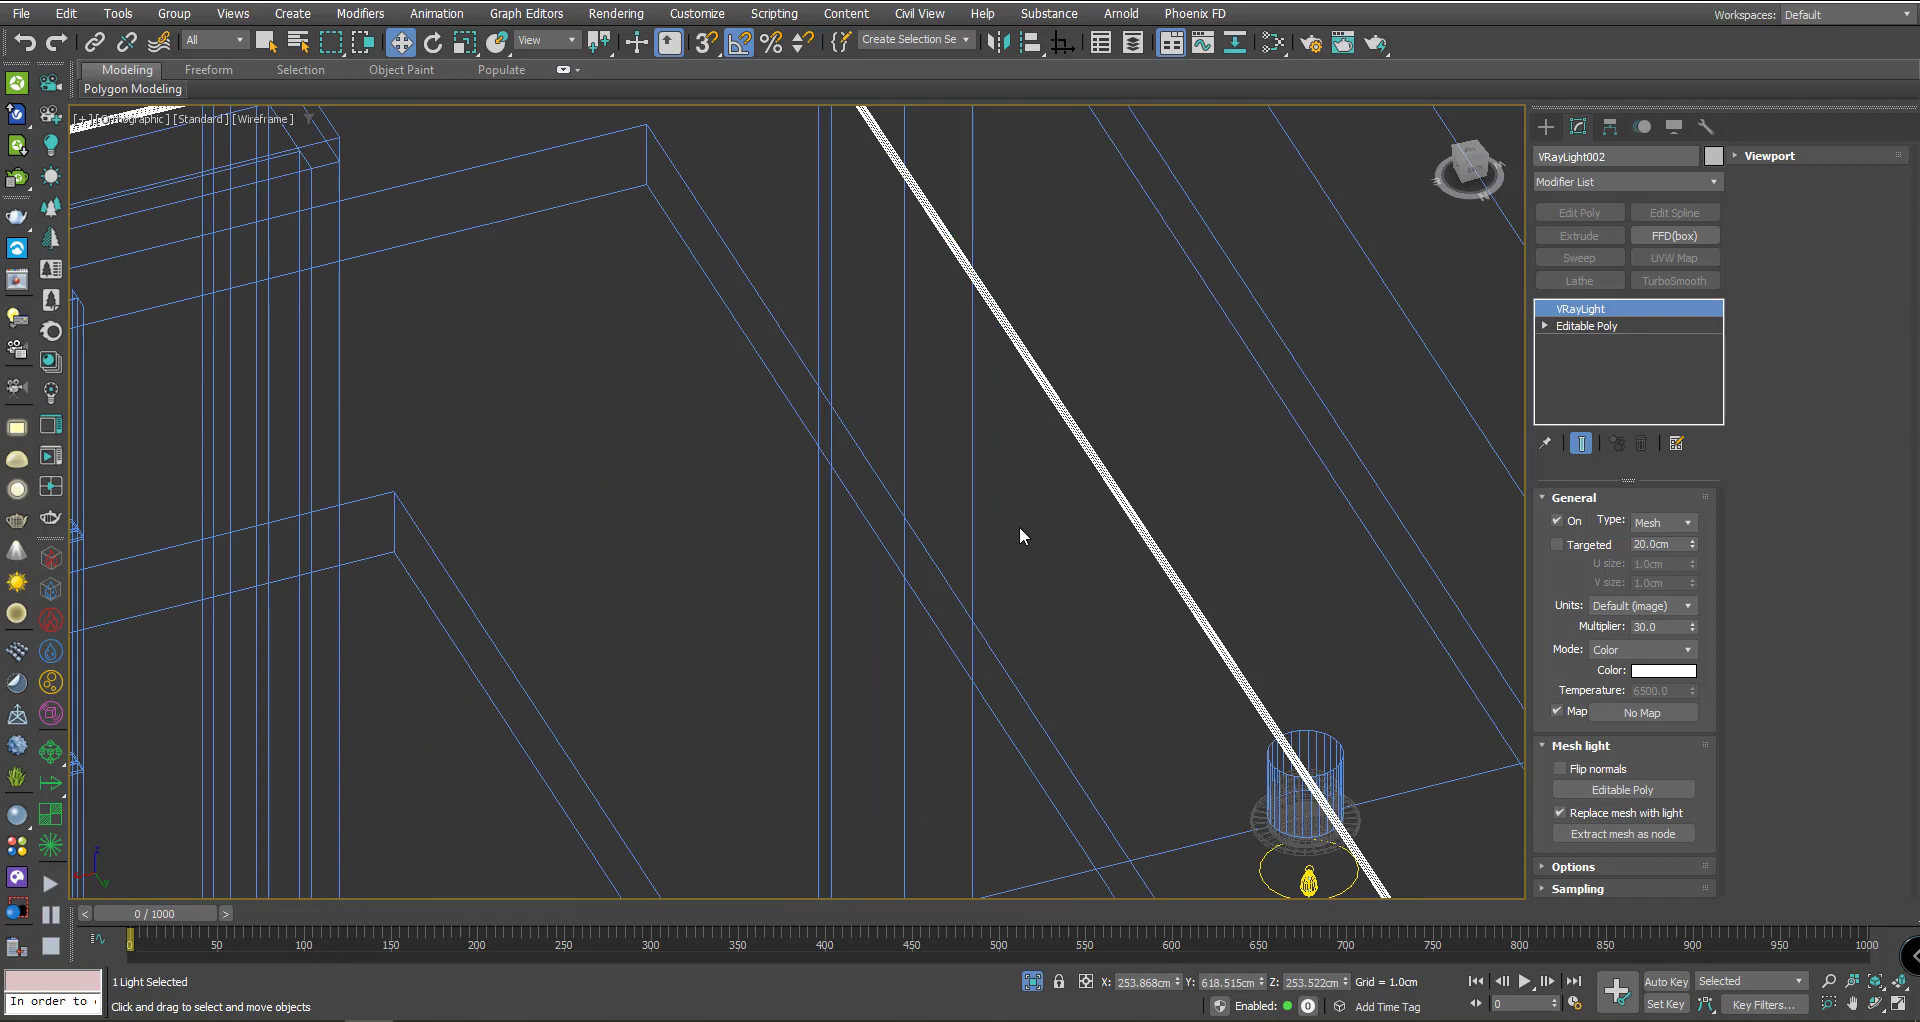 File Edit Tools Group Views Create Modifiers Animation Graph Editors Rendering Customize Scripting Content Civil View Help Substance Arnold Phoenix FD Workspaces: Default
All View Create Selection Se
Modeling Freeform Selection Object Paint Populate
Polygon Modeling
[+] [Orthographic] [Standard] [Wireframe]
VRayLight002 Viewport
Modifier List
Edit Poly Edit Spline
Extrude FFD(box)
Sweep UVW Map
Lathe TurboSmooth
VRayLight
Editable Poly
General
On Type: Mesh
Targeted 20.0cm
U size: 1.0cm
V size: 1.0cm
Units: Default (image)
Multiplier: 30.0
Mode: Color
Color:
Temperature: 6500.0
Map No Map
Mesh light
Flip normals
Editable Poly
Replace mesh with light
Extract mesh as node
Options
Sampling
< 0 / 1000 >
0 50 100 150 200 250 300 350 400 450 500 550 600 650 700 750 800 850 900 950 1000
1 Light Selected X: 253.868cm Y: 618.515cm Z: 253.522cm Grid = 1.0cm Auto Key Selected
In order to Click and drag to select and move objects Enabled: 0 Add Time Tag 0 Set Key Key Filters...